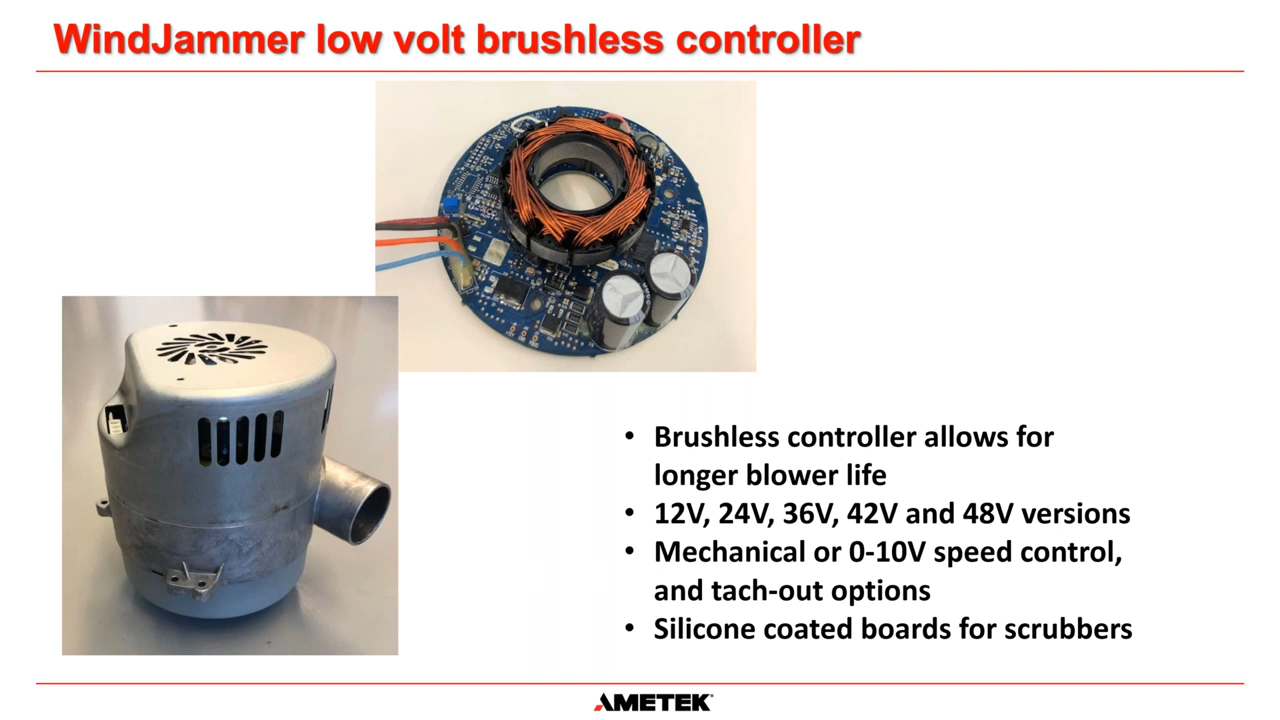 WindJammer low volt brushless controller
• Brushless controller allows for
longer blower life
• 12V, 24V, 36V, 42V and 48V versions
• Mechanical or 0-10V speed control,
and tach-out options
• Silicone coated boards for scrubbers
AMETEK